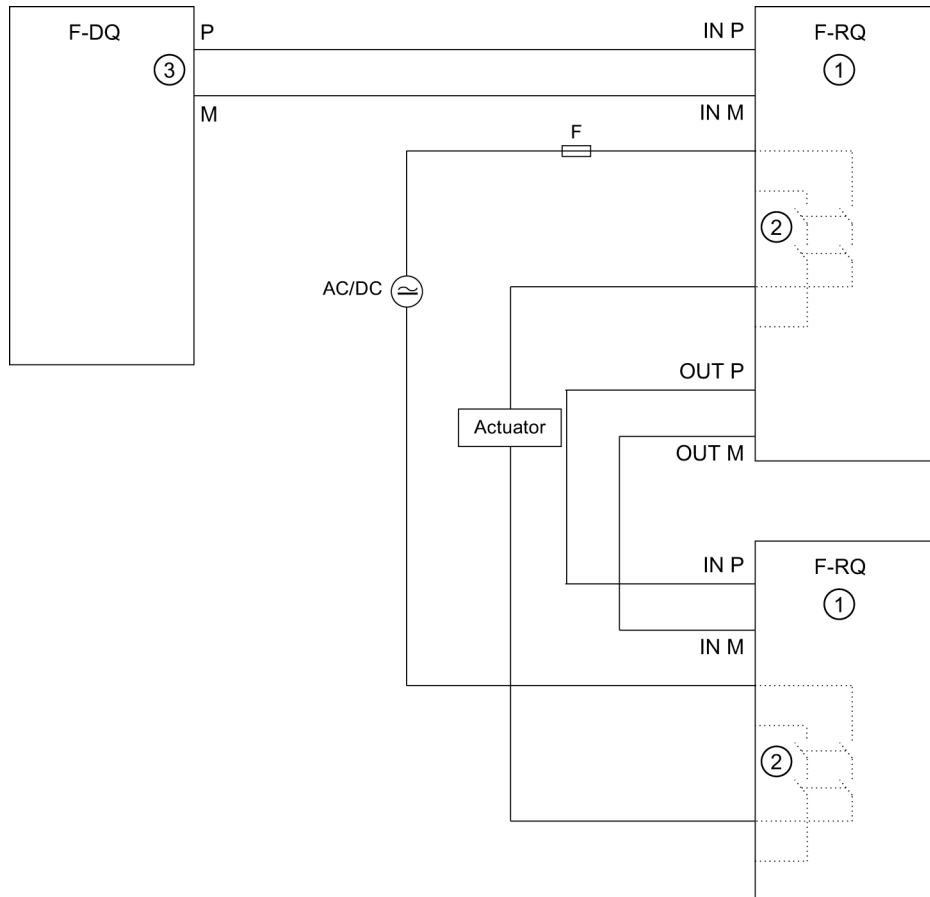 F-DQ
P
IN P
F-RQ
③
①
M
IN M
F
②
AC/DC
OUT P
Actuator
OUT M
IN P
F-RQ
①
IN M
②